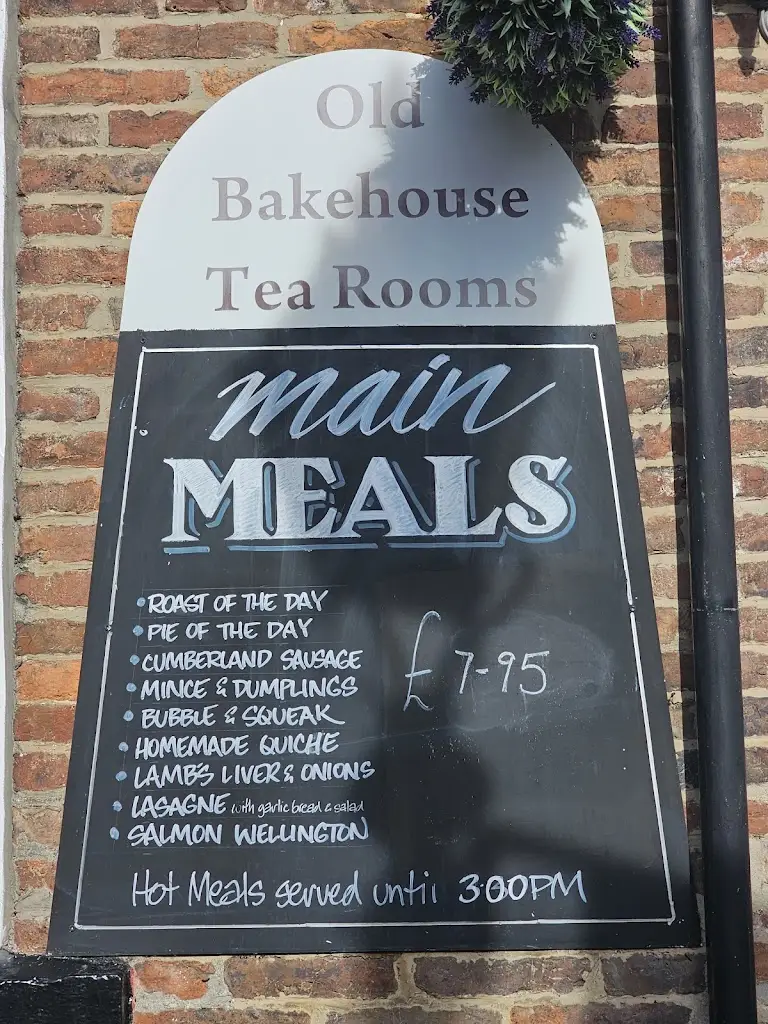 Old
Bakehouse
Tea Rooms
main
MEALS
• ROAST OF THE DAY
• PIE OF THE DAY
• CUMBERLAND SAUSAGE
• MINCE & DUMPLINGS
• BUBBLE & SQUEAK
• HOMEMADE QUICHE
• LAMB'S LIVER & ONIONS
• LASAGNE with garlic bread & salad
• SALMON WELLINGTON
£7-95
Hot Meals served until 3:00PM